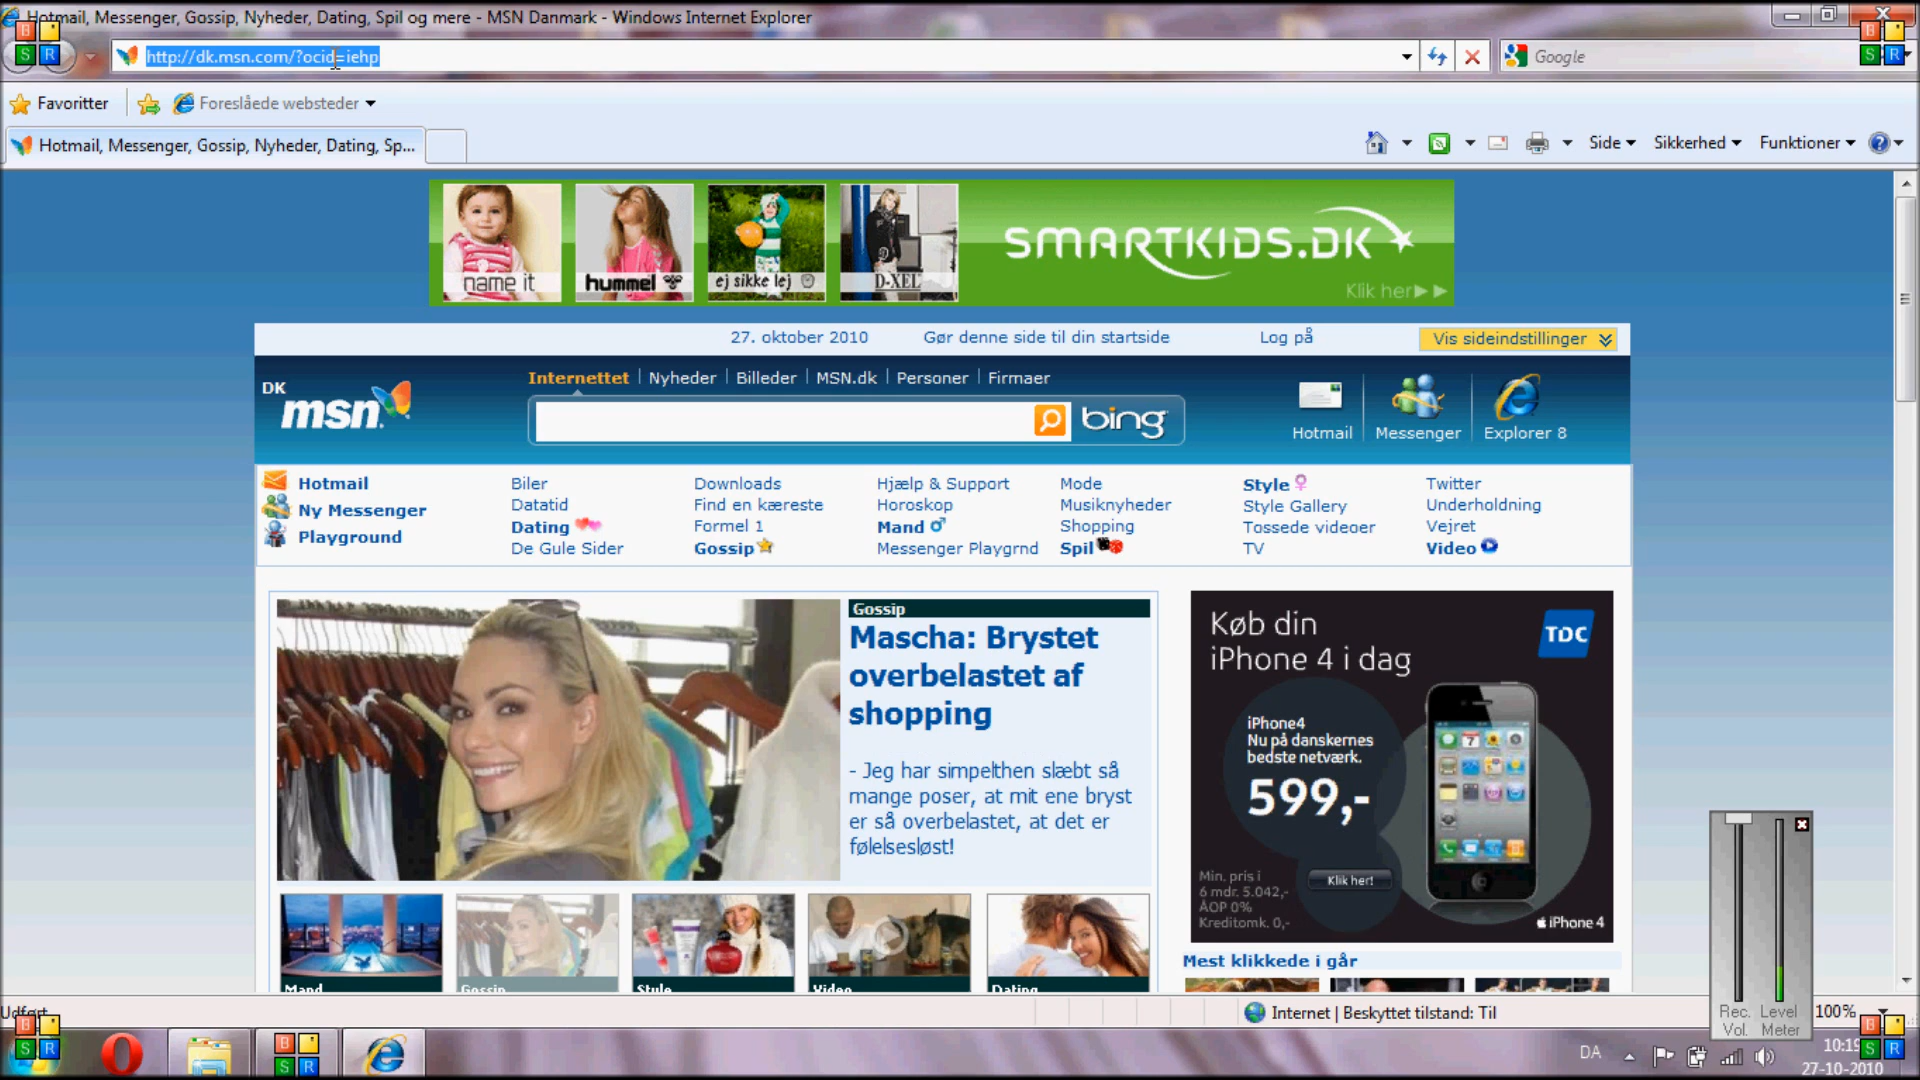 Hotmail, Messenger, Gossip, Nyheder, Dating, Spil og mere - MSN Danmark - Windows Internet Explorer
http://dk.msn.com/?ocid=iehp
Google
Favoritter
Foreslåede websteder
Hotmail, Messenger, Gossip, Nyheder, Dating, Sp...
Side
Sikkerhed
Funktioner
name it
hummel
ej sikke lej
D-XEL
SMARTKIDS.DK
Klik her
27. oktober 2010
Gør denne side til din startside
Log på
Vis sideindstillinger
DK
msn
Internettet | Nyheder | Billeder | MSN.dk | Personer | Firmaer
bing
Hotmail
Messenger
Explorer 8
Hotmail
Ny Messenger
Playground
Biler
Datatid
Dating
De Gule Sider
Downloads
Find en kæreste
Formel 1
Gossip
Hjælp & Support
Horoskop
Mand
Messenger Playgrnd
Mode
Musiknyheder
Shopping
Spil
Style
Style Gallery
Tossede videoer
TV
Twitter
Underholdning
Vejret
Video
Gossip
Mascha: Brystet
overbelastet af
shopping
- Jeg har simpelthen slæbt så
mange poser, at mit ene bryst
er så overbelastet, at det er
følelsesløst!
Mand
Gossip
Style
Video
Dating
Køb din
iPhone 4 i dag
TDC
iPhone4
Nu på danskernes
bedste netværk.
599,-
Min. pris i
6 mdr. 5.042,-
ÅOP 0%
Kreditomk. 0,-
Klik her!
iPhone 4
Mest klikkede i går
Rec. Vol.
Level Meter
Udført
Internet | Beskyttet tilstand: Til
100%
B S R
DA
10:19
27-10-2010